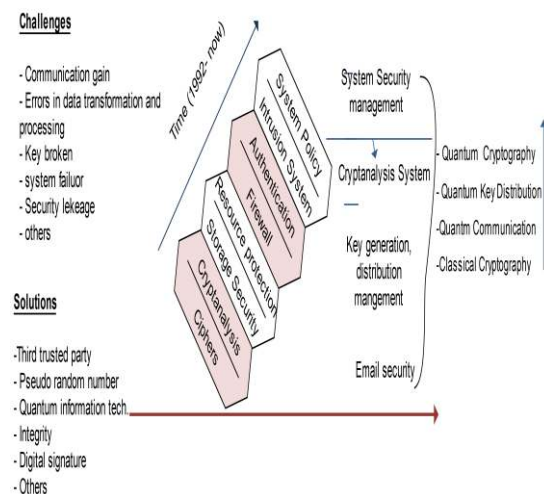 Challenges
- Communication gain
- Errors in data transformation and
processing
- Key broken
- system failuor
- Security lekeage
- others
Solutions
-Third trusted party
- Pseudo random number
- Quantum information tech.
- Integrity
- Digital signature
- Others
Time (1992- now)
System Policy
Intrusion System
Authentication
Firewall
Resource protection
Storage Security
Cryptanalysis
Ciphers
System Security
management
Cryptanalysis System
Key generation,
distribution
mangement
Email security
- Quantum Cryptography
- Quantum Key Distribution
- Quantm Communication
-Classical Cryptography